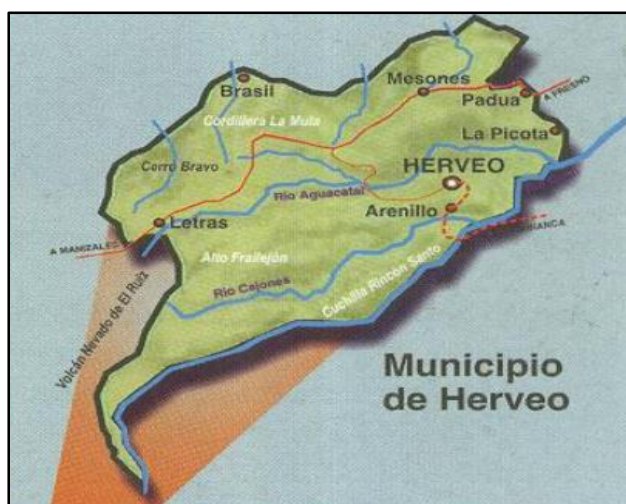 Brasil
Mesones
Padua
A FRESNO
Cordillera La Mula
La Picota
Cerro Bravo
HERVEO
Río Aguacatal
Arenillo
Letras
A MANIZALES
Alto Frailejón
Río Cajones
Cuchilla Rincón Santo
Volcán Nevado de El Ruíz
Municipio
de Herveo